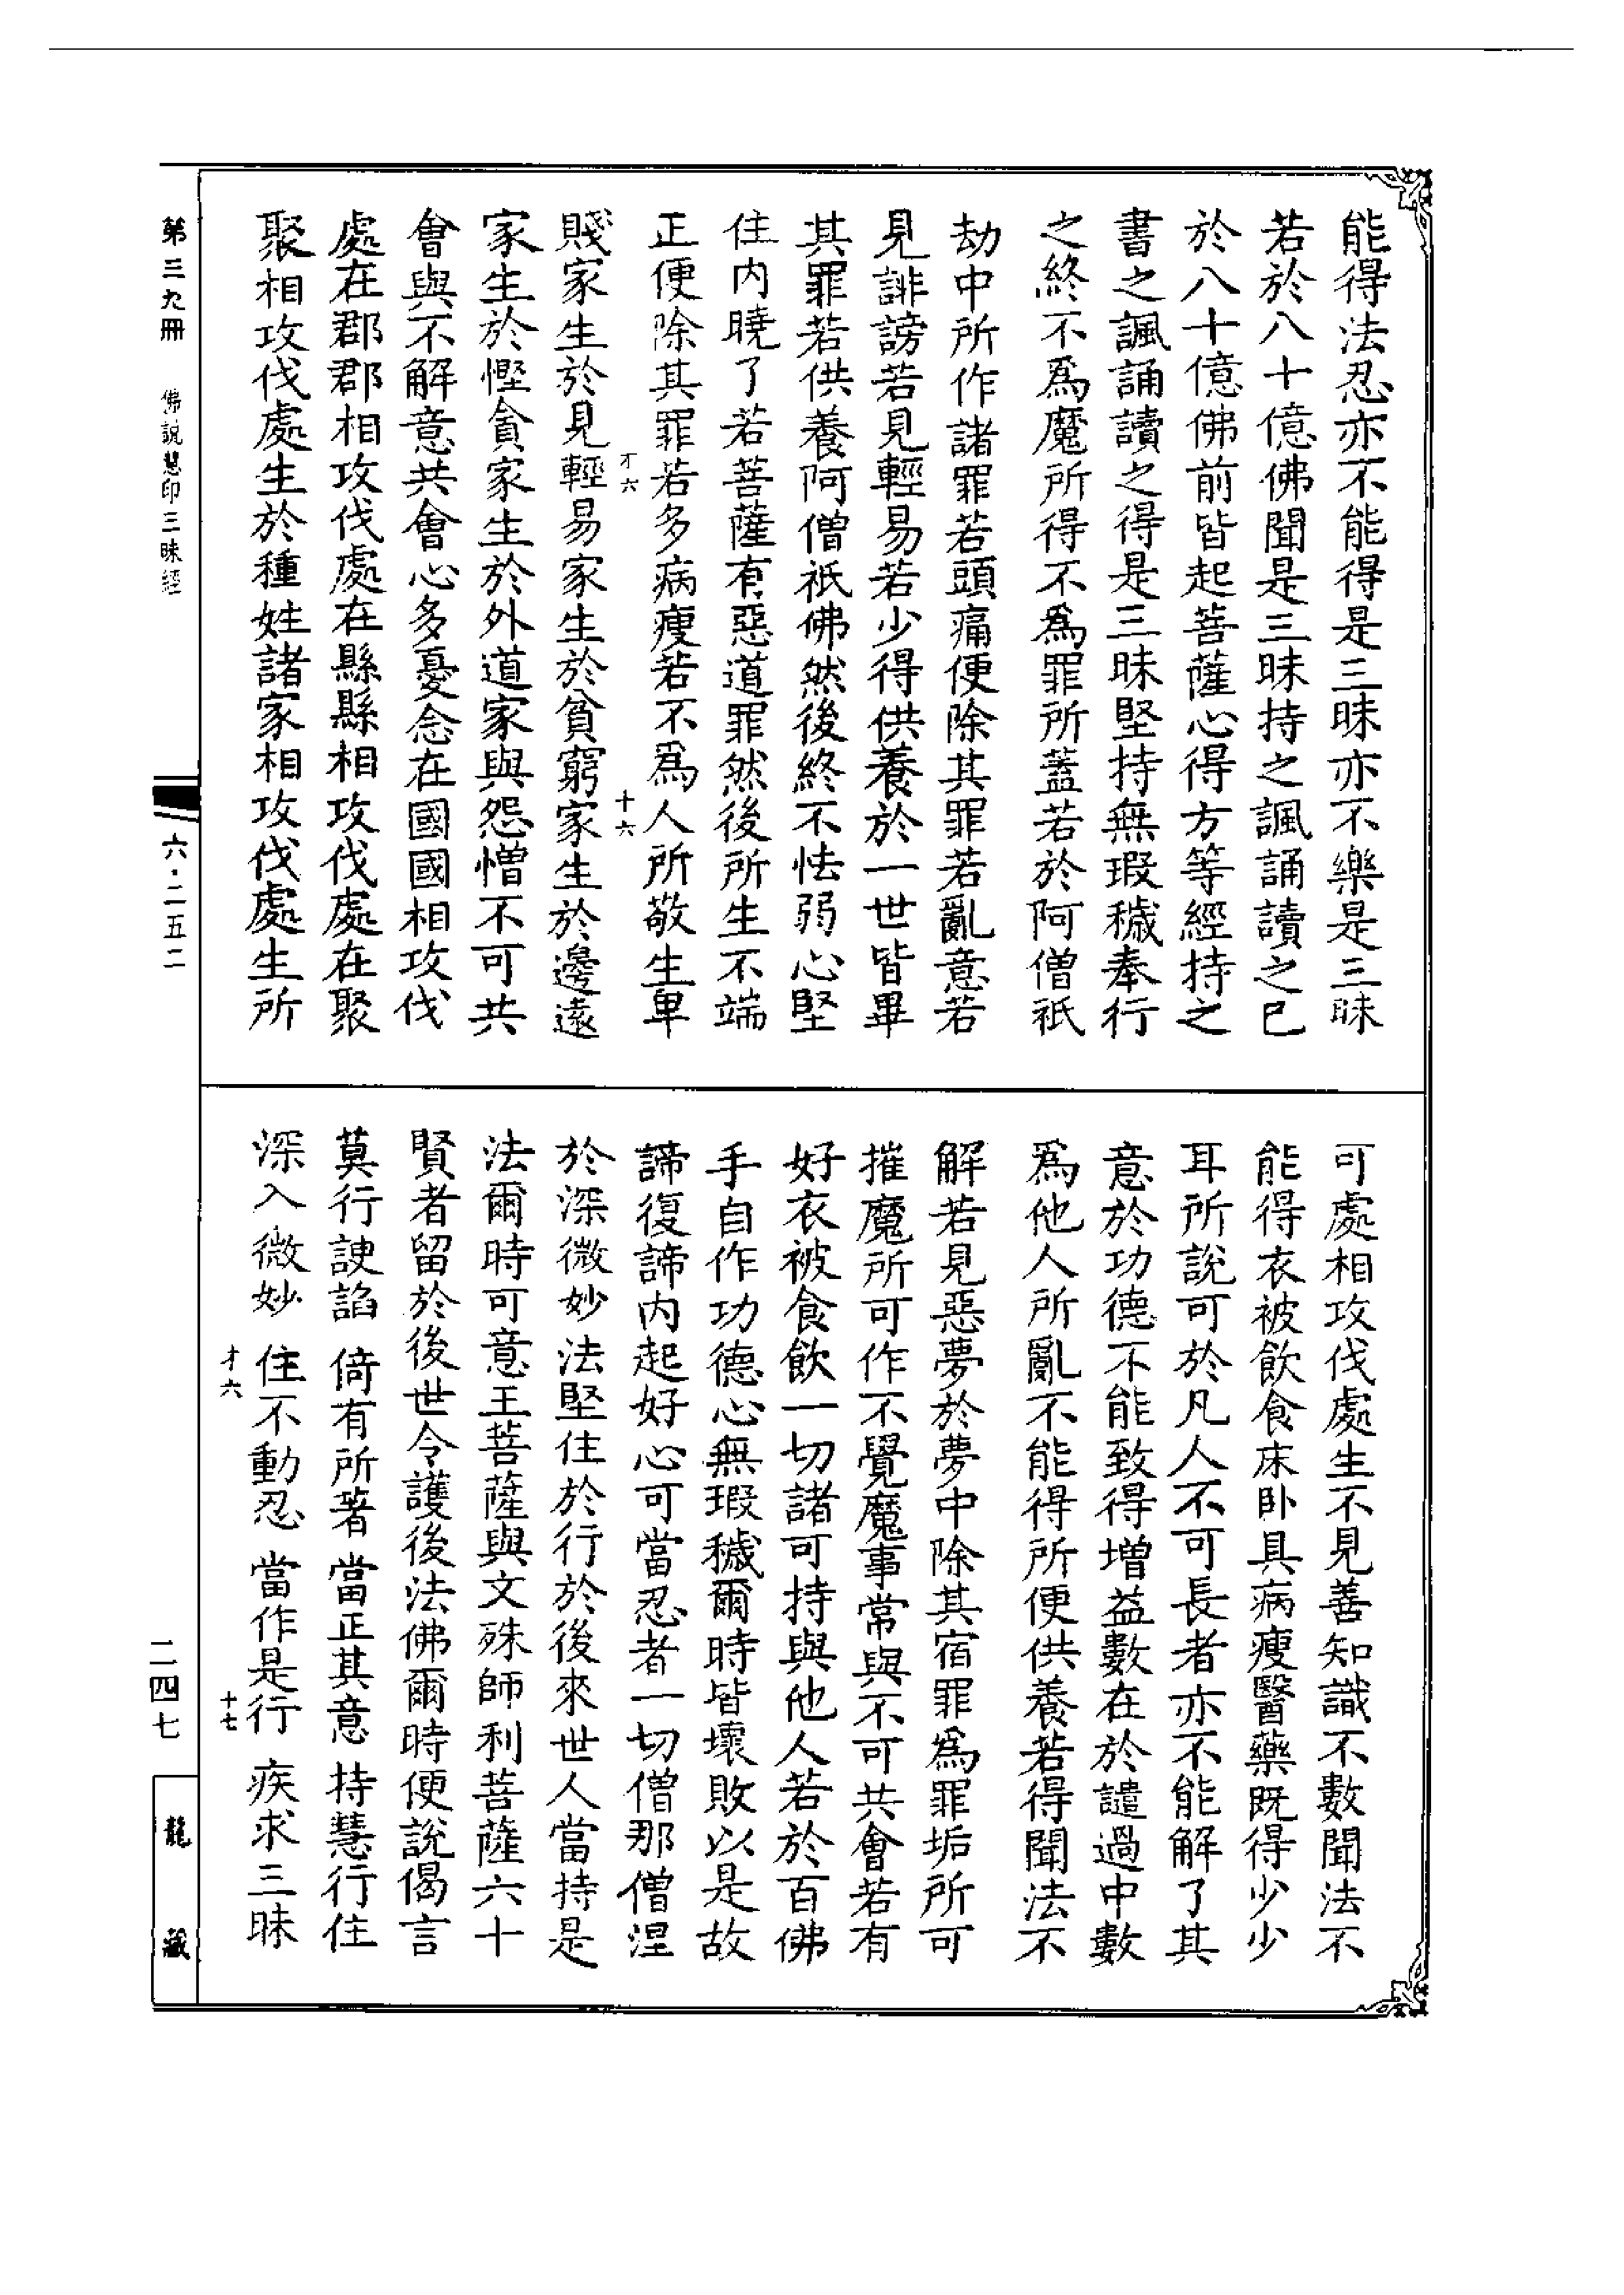 能得法忍亦不能得是三昧亦不樂是三昧
若於八十億佛聞是三昧持之諷誦讀之已
於八十億佛前皆起菩薩心得方等經持之
書之諷誦讀之得是三昧堅持無瑕穢奉行
之終不爲魔所得不爲罪所蓋若於阿僧祇
劫中所作諸罪若頭痛便除其罪若亂意若
見誹謗若見輕易若少得供養於一世皆畢
其罪若供養阿僧祇佛然後終不怯弱心堅
住内曉了若菩薩有惡道罪然後所生不端
正便除其罪若多病瘦若不爲人所敬生卑
才六
十六
賤家生於見輕易家生於貧窮家生於邊遠
家生於慳貪家生於外道家與怨憎不可共
會與不解意共會心多憂念在國國相攻伐
處在郡郡相攻伐處在縣縣相攻伐處在聚
聚相攻伐處生於種姓諸家相攻伐處生所
可處相攻伐處生不見善知識不數聞法不
能得衣被飲食床卧具病瘦醫藥既得少少
耳所說可於凡人不可長者亦不能解了其
意於功德不能致得增益數在於譴過中數
爲他人所亂不能得所便供養若得聞法不
解若見惡夢於夢中除其宿罪爲罪垢所可
摧魔所可作不覺魔事常與不可共會若有
好衣被食飲一切諸可持與他人若於百佛
手自作功德心無瑕穢爾時皆壞敗以是故
諦復諦内起好心可當忍者一切僧那僧涅
於深微妙法堅住於行於後來世人當持是
法爾時可意王菩薩與文殊師利菩薩六十
賢者留於後世令護後法佛爾時便說偈言
莫行諛諂 倚有所著 當正其意 持慧行住
深入微妙 住不動忍 當作是行 疾求三昧
才六
十七
第三九冊 佛説慧印三昧經
六·二五二
二四七
龍藏